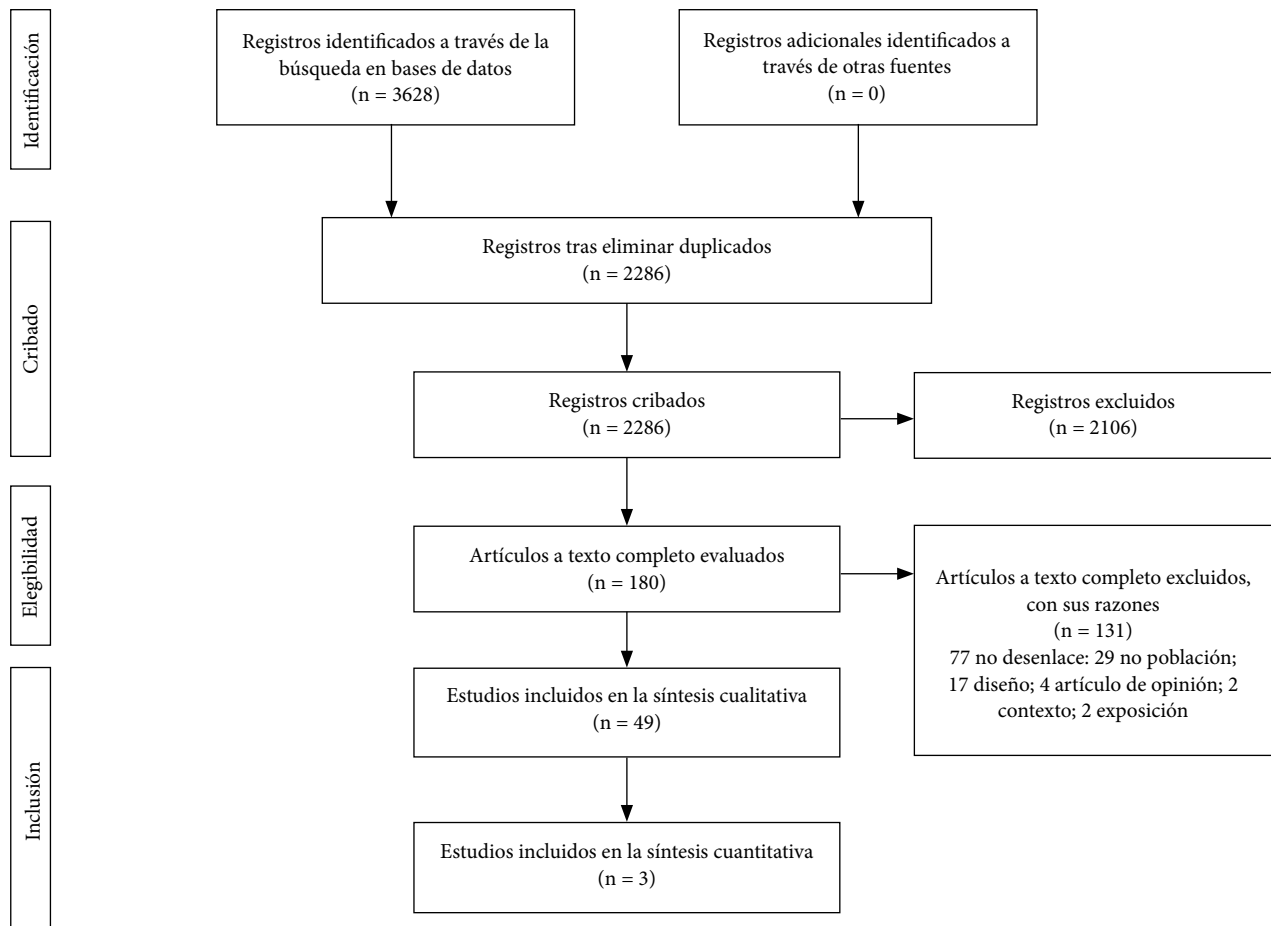 Identificación
Registros identificados a través de la
búsqueda en bases de datos
(n = 3628)
Registros adicionales identificados a
través de otras fuentes
(n = 0)
Cribado
Registros tras eliminar duplicados
(n = 2286)
Registros cribados
(n = 2286)
Registros excluidos
(n = 2106)
Elegibilidad
Artículos a texto completo evaluados
(n = 180)
Artículos a texto completo excluidos,
con sus razones
(n = 131)
77 no desenlace: 29 no población;
17 diseño; 4 artículo de opinión; 2
contexto; 2 exposición
Inclusión
Estudios incluidos en la síntesis cualitativa
(n = 49)
Estudios incluidos en la síntesis cuantitativa
(n = 3)